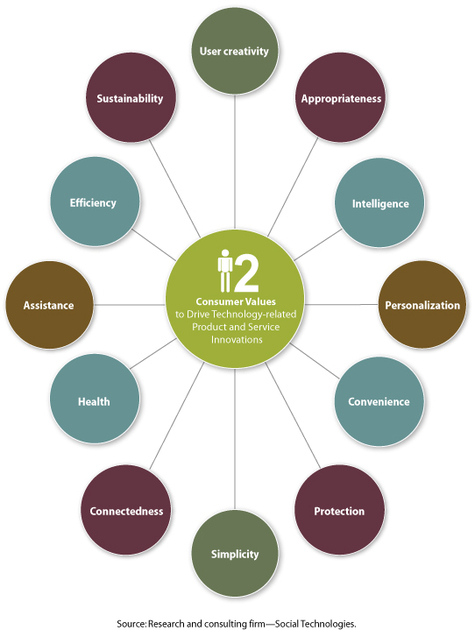 User creativity
Sustainability
Appropriateness
Efficiency
Intelligence
2
Consumer Values
to Drive Technology-related
Product and Service
Innovations
Assistance
Personalization
Health
Convenience
Connectedness
Protection
Simplicity
Source: Research and consulting firm—Social Technologies.